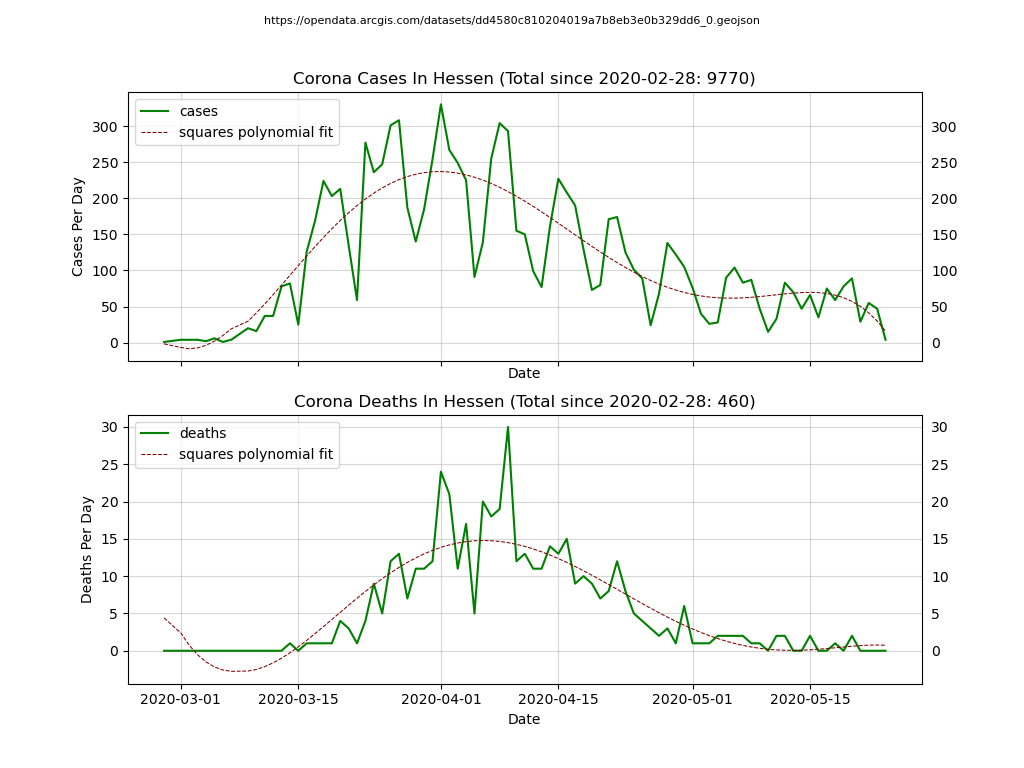 https://opendata.arcgis.com/datasets/dd4580c810204019a7b8eb3e0b329dd6_0.geojson
Corona Cases In Hessen (Total since 2020-02-28: 9770)
cases
squares polynomial fit
300 300
250 250
200 200
150 150
100 100
50 50
0 0
Cases Per Day
Date
Corona Deaths In Hessen (Total since 2020-02-28: 460)
deaths
squares polynomial fit
30 30
25 25
20 20
15 15
10 10
5 5
0 0
Deaths Per Day
2020-03-01 2020-03-15 2020-04-01 2020-04-15 2020-05-01 2020-05-15
Date